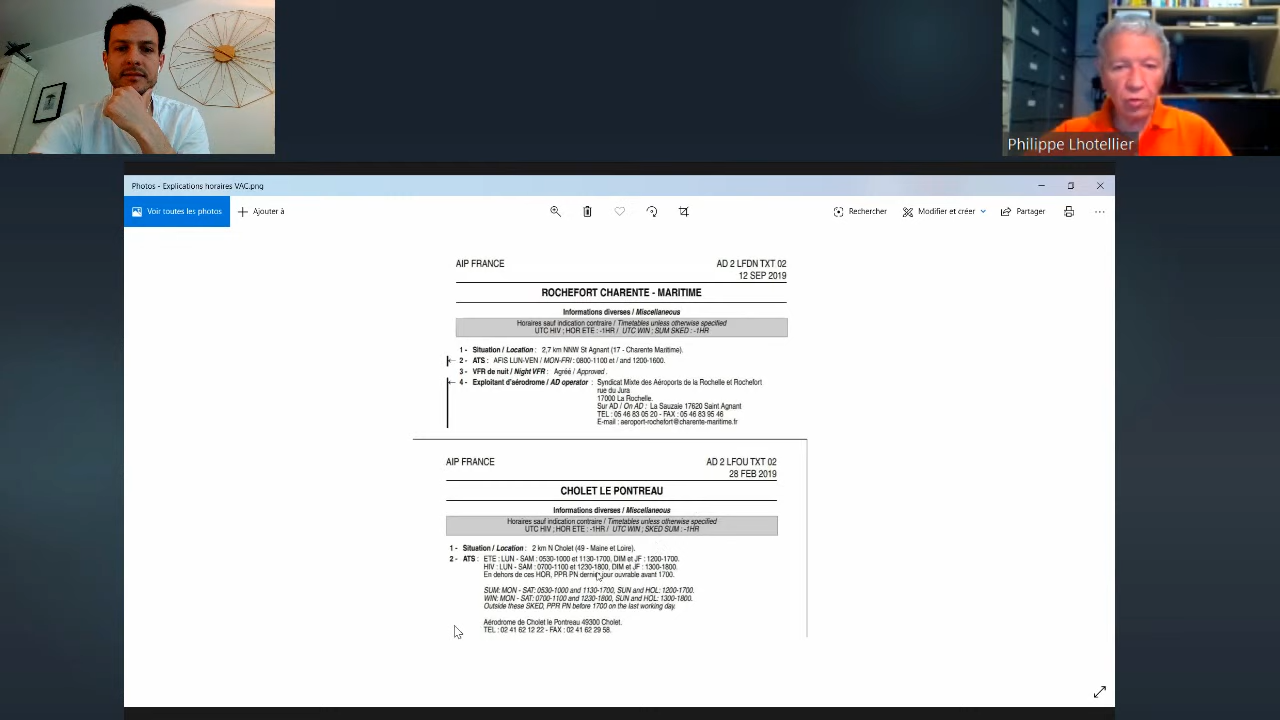 Philippe Lhotellier
Photos - Explications horaires VAC.png
Voir toutes les photos
Ajouter à
Rechercher
Modifier et créer
Partager
AIP FRANCE
AD 2 LFDN TXT 02
12 SEP 2019
ROCHEFORT CHARENTE - MARITIME
Informations diverses / Miscellaneous
Horaires sauf indication contraire / Timetables unless otherwise specified
UTC HIV ; HOR ETE : -1HR / UTC WIN ; SUM SKED : -1HR
1 - Situation / Location : 2,7 km NNW St Agnant (17 - Charente Maritime).
2 - ATS : AFIS LUN-VEN / MON-FRI : 0800-1100 et / and 1200-1600.
3 - VFR de nuit / Night VFR : Agréé / Approved .
4 - Exploitant d'aérodrome / AD operator : Syndicat Mixte des Aéroports de la Rochelle et Rochefort
rue du Jura
17000 La Rochelle.
Sur AD / On AD : La Sauzaie 17620 Saint Agnant
TEL : 05 46 83 05 20 - FAX : 05 46 83 95 46
E-mail : aeroport-rochefort@charente-maritime.fr
AIP FRANCE
AD 2 LFOU TXT 02
28 FEB 2019
CHOLET LE PONTREAU
Informations diverses / Miscellaneous
Horaires sauf indication contraire / Timetables unless otherwise specified
UTC HIV ; HOR ETE : -1HR / UTC WIN ; SKED SUM : -1HR
1 - Situation / Location : 2 km N Cholet (49 - Maine et Loire).
2 - ATS : ETE : LUN - SAM : 0530-1000 et 1130-1700, DIM et JF : 1200-1700.
HIV : LUN - SAM : 0700-1100 et 1230-1800, DIM et JF : 1300-1800.
En dehors de ces HOR, PPR PN dernier jour ouvrable avant 1700.
SUM: MON - SAT: 0530-1000 and 1130-1700, SUN and HOL: 1200-1700.
WIN: MON - SAT: 0700-1100 and 1230-1800, SUN and HOL: 1300-1800.
Outside these SKED, PPR PN before 1700 on the last working day.
Aérodrome de Cholet le Pontreau 49300 Cholet.
TEL : 02 41 62 12 22 - FAX : 02 41 62 29 58.